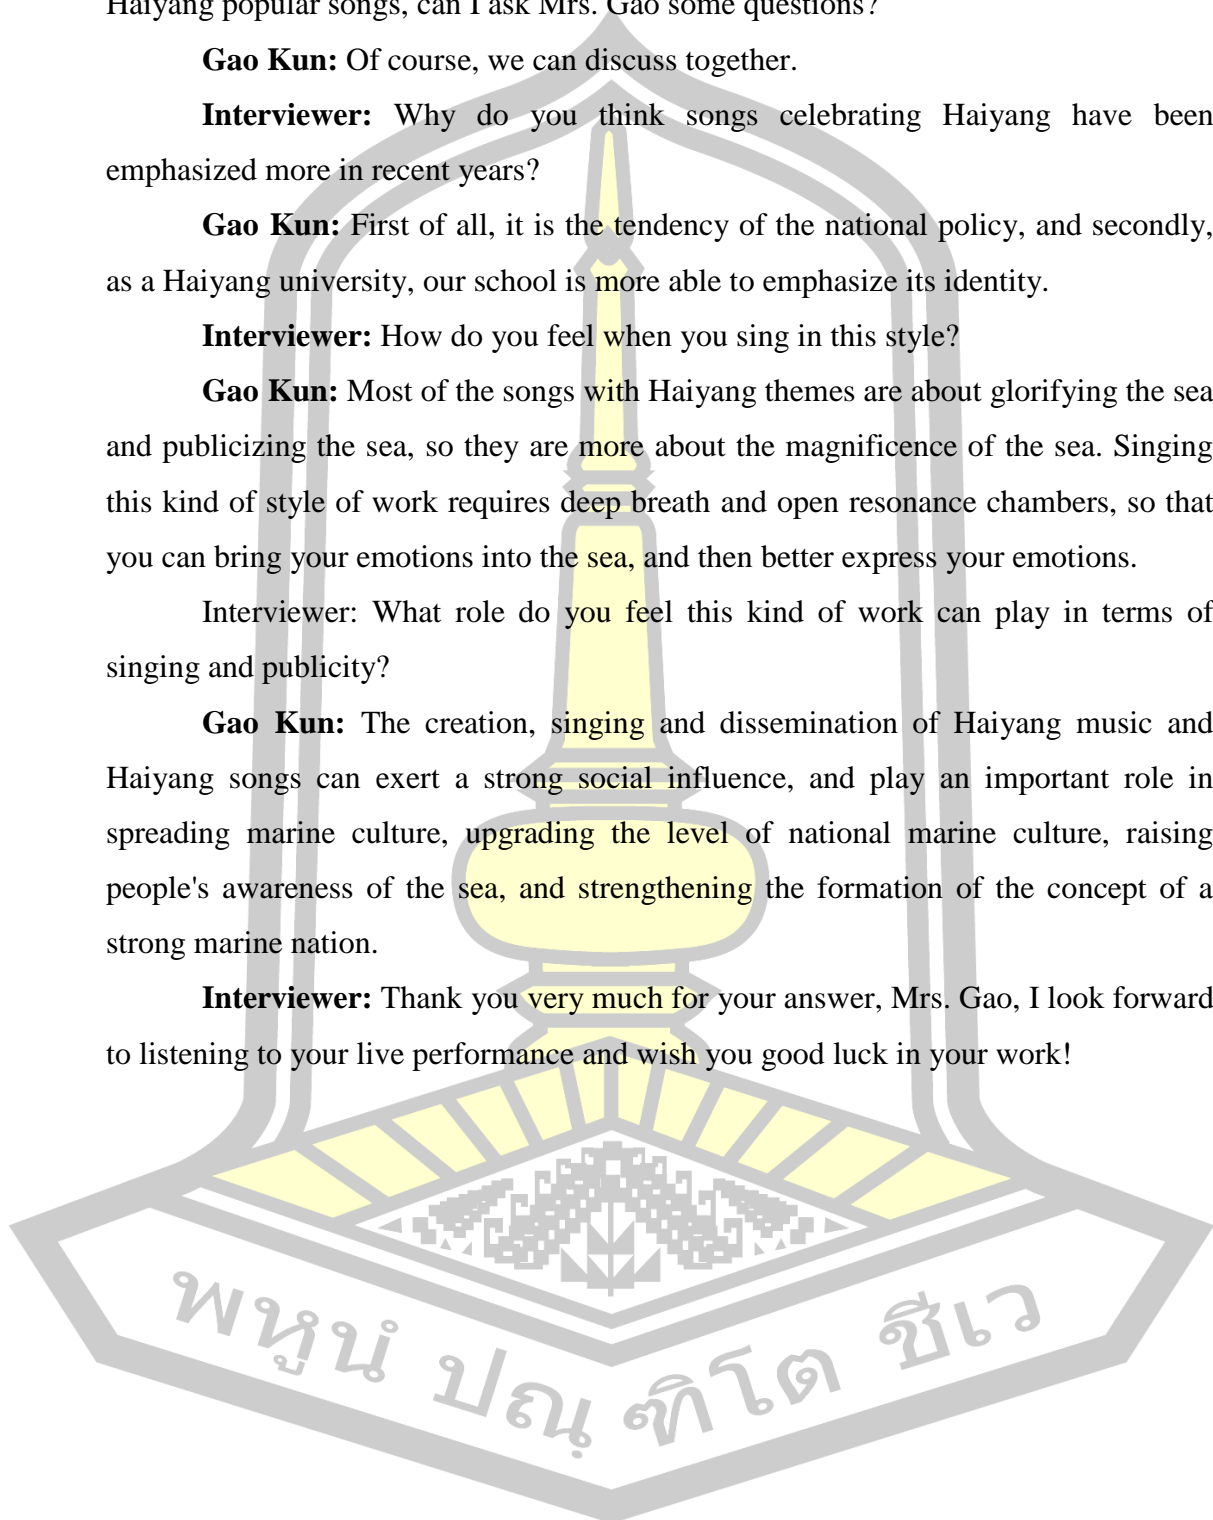 Haiyang popular songs, can I ask Mrs. Gao some questions?
Gao Kun: Of course, we can discuss together.
Interviewer: Why do you think songs celebrating Haiyang have been
emphasized more in recent years?
Gao Kun: First of all, it is the tendency of the national policy, and secondly,
as a Haiyang university, our school is more able to emphasize its identity.
Interviewer: How do you feel when you sing in this style?
Gao Kun: Most of the songs with Haiyang themes are about glorifying the sea
and publicizing the sea, so they are more about the magnificence of the sea. Singing
this kind of style of work requires deep breath and open resonance chambers, so that
you can bring your emotions into the sea, and then better express your emotions.
Interviewer: What role do you feel this kind of work can play in terms of
singing and publicity?
Gao Kun: The creation, singing and dissemination of Haiyang music and
Haiyang songs can exert a strong social influence, and play an important role in
spreading marine culture, upgrading the level of national marine culture, raising
people's awareness of the sea, and strengthening the formation of the concept of a
strong marine nation.
Interviewer: Thank you very much for your answer, Mrs. Gao, I look forward
to listening to your live performance and wish you good luck in your work!
พหูนํ ปณฺฑิโต ชีเว